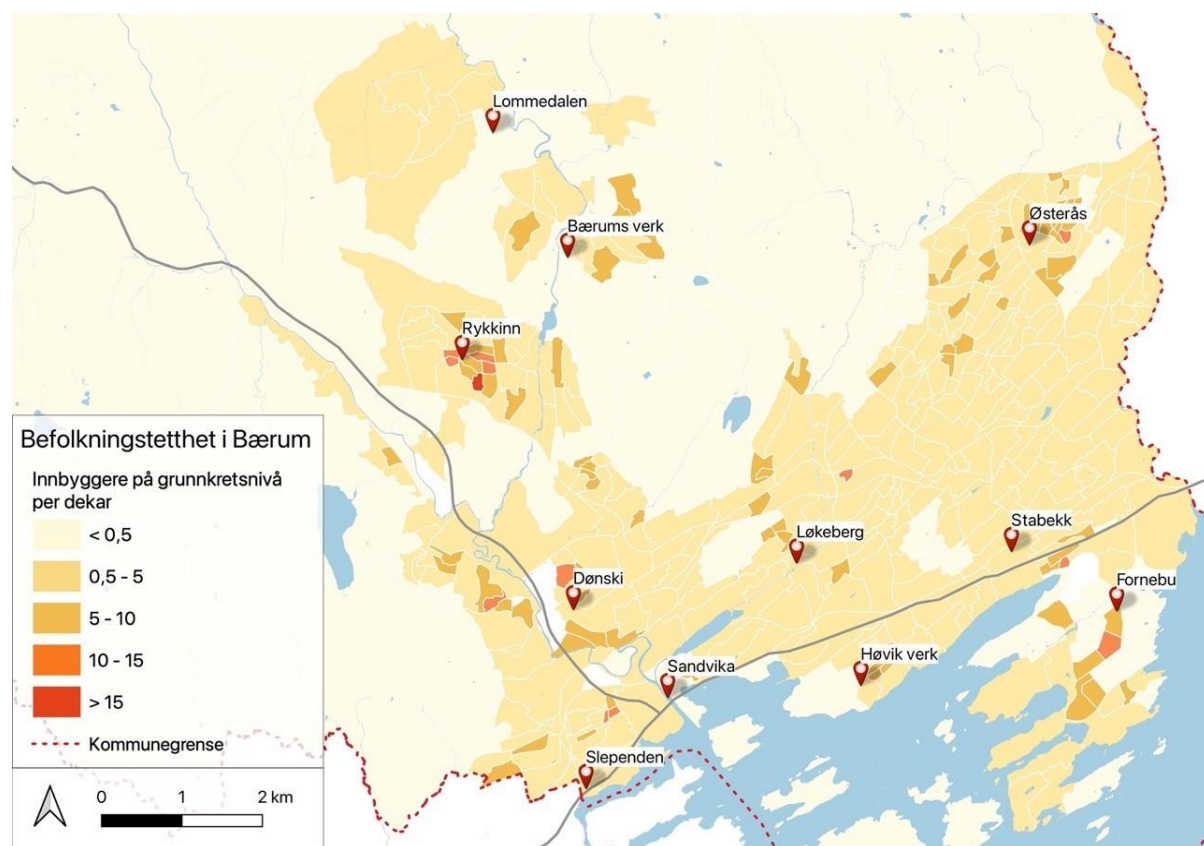 Lommedalen
Østerås
Bærums verk
Rykkinn
Befolkningstetthet i Bærum
Innbyggere på grunnkretsnivå
per dekar
< 0,5
0,5 - 5
5 - 10
10 - 15
> 15
Kommunegrense
0 1 2 km
Stabekk
Løkeberg
Dønski
Fornebu
Høvik verk
Sandvika
Slependen